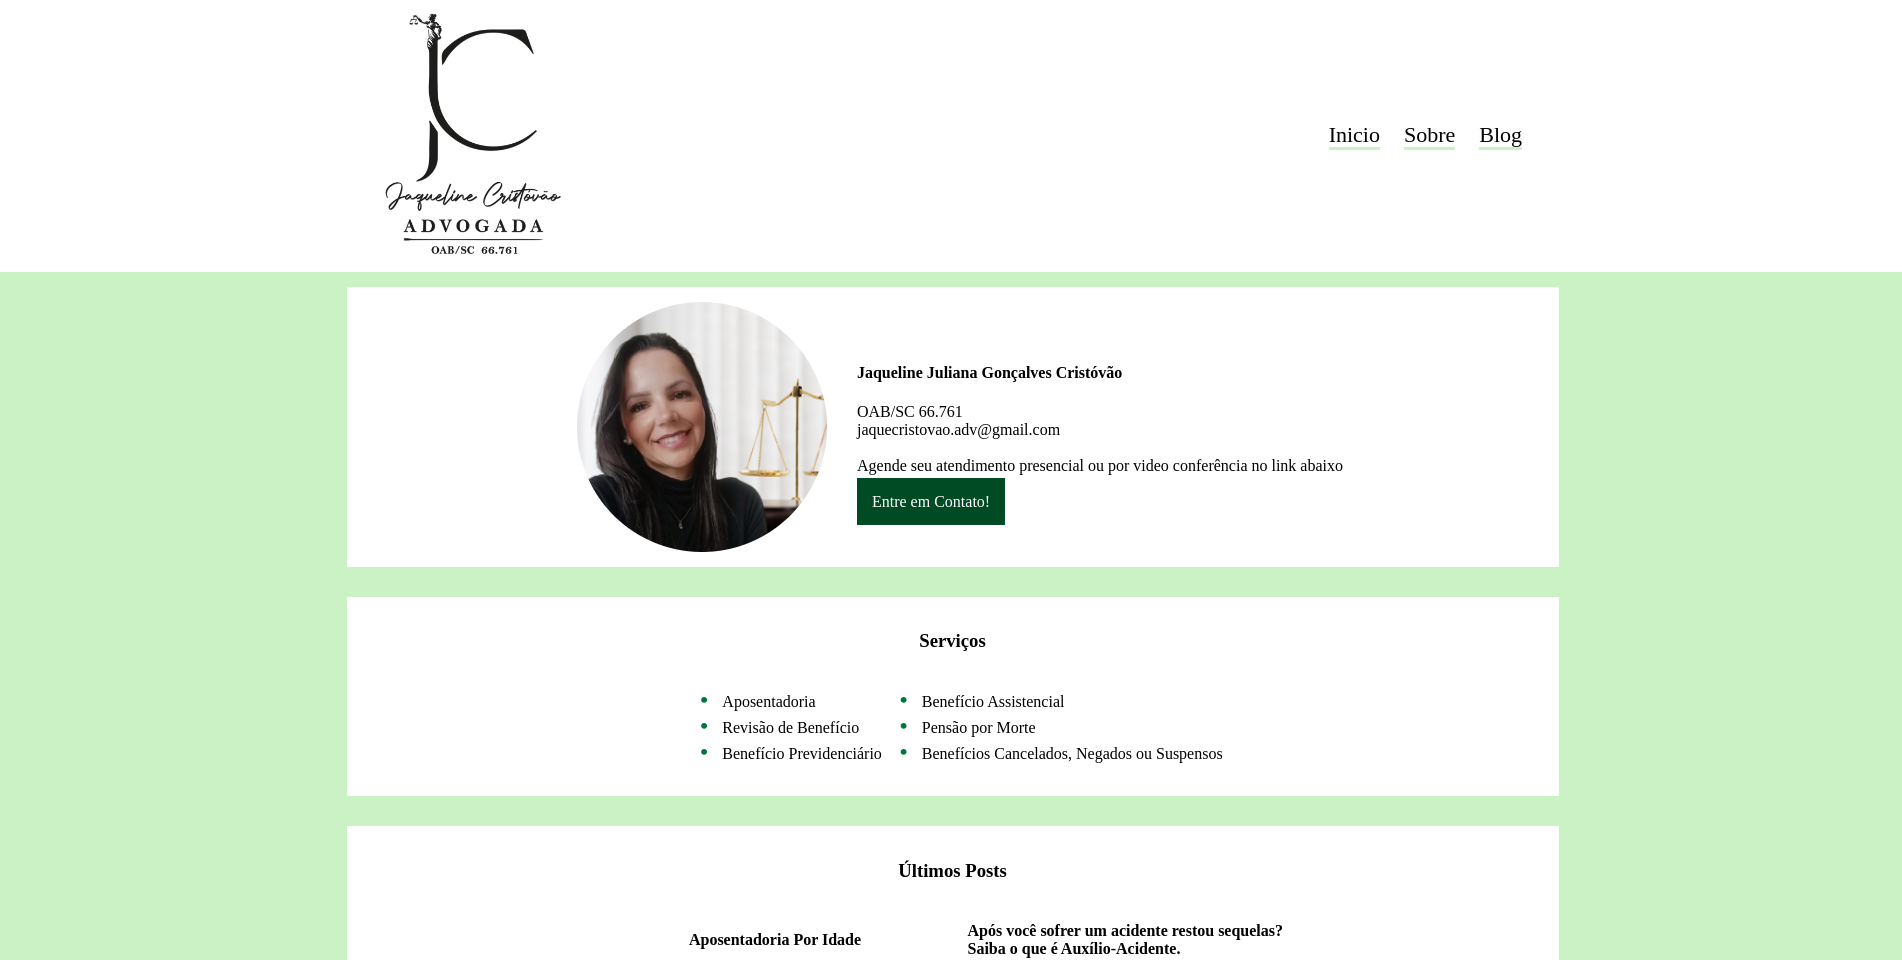 Jaqueline Cristóvão
ADVOGADA
OAB/SC 66.761
Inicio Sobre Blog
Jaqueline Juliana Gonçalves Cristóvão
OAB/SC 66.761
jaquecristovao.adv@gmail.com
Agende seu atendimento presencial ou por video conferência no link abaixo
Entre em Contato!
Serviços
Aposentadoria
Revisão de Benefício
Benefício Previdenciário
Benefício Assistencial
Pensão por Morte
Benefícios Cancelados, Negados ou Suspensos
Últimos Posts
Aposentadoria Por Idade
Após você sofrer um acidente restou sequelas?
Saiba o que é Auxílio-Acidente.